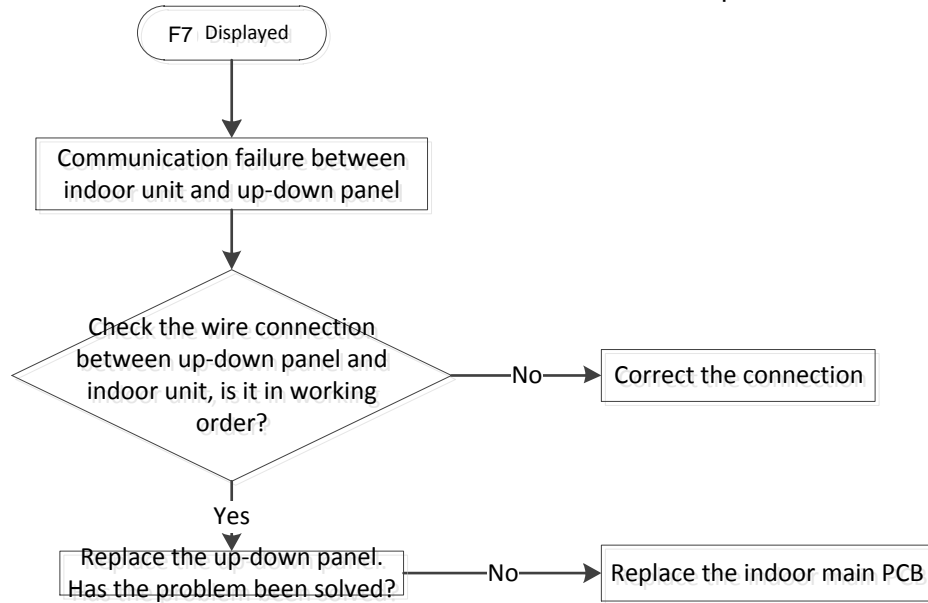 F7 Displayed
Communication failure between
indoor unit and up-down panel
Check the wire connection
between up-down panel and
indoor unit, is it in working
order?
No
Correct the connection
Yes
Replace the up-down panel.
Has the problem been solved?
No
Replace the indoor main PCB